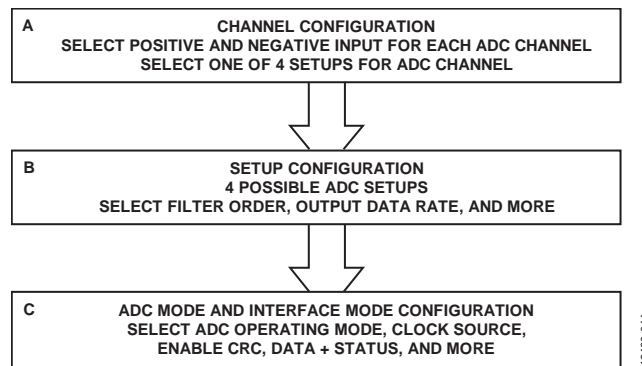 A
CHANNEL CONFIGURATION
SELECT POSITIVE AND NEGATIVE INPUT FOR EACH ADC CHANNEL
SELECT ONE OF 4 SETUPS FOR ADC CHANNEL
B
SETUP CONFIGURATION
4 POSSIBLE ADC SETUPS
SELECT FILTER ORDER, OUTPUT DATA RATE, AND MORE
C
ADC MODE AND INTERFACE MODE CONFIGURATION
SELECT ADC OPERATING MODE, CLOCK SOURCE,
ENABLE CRC, DATA + STATUS, AND MORE